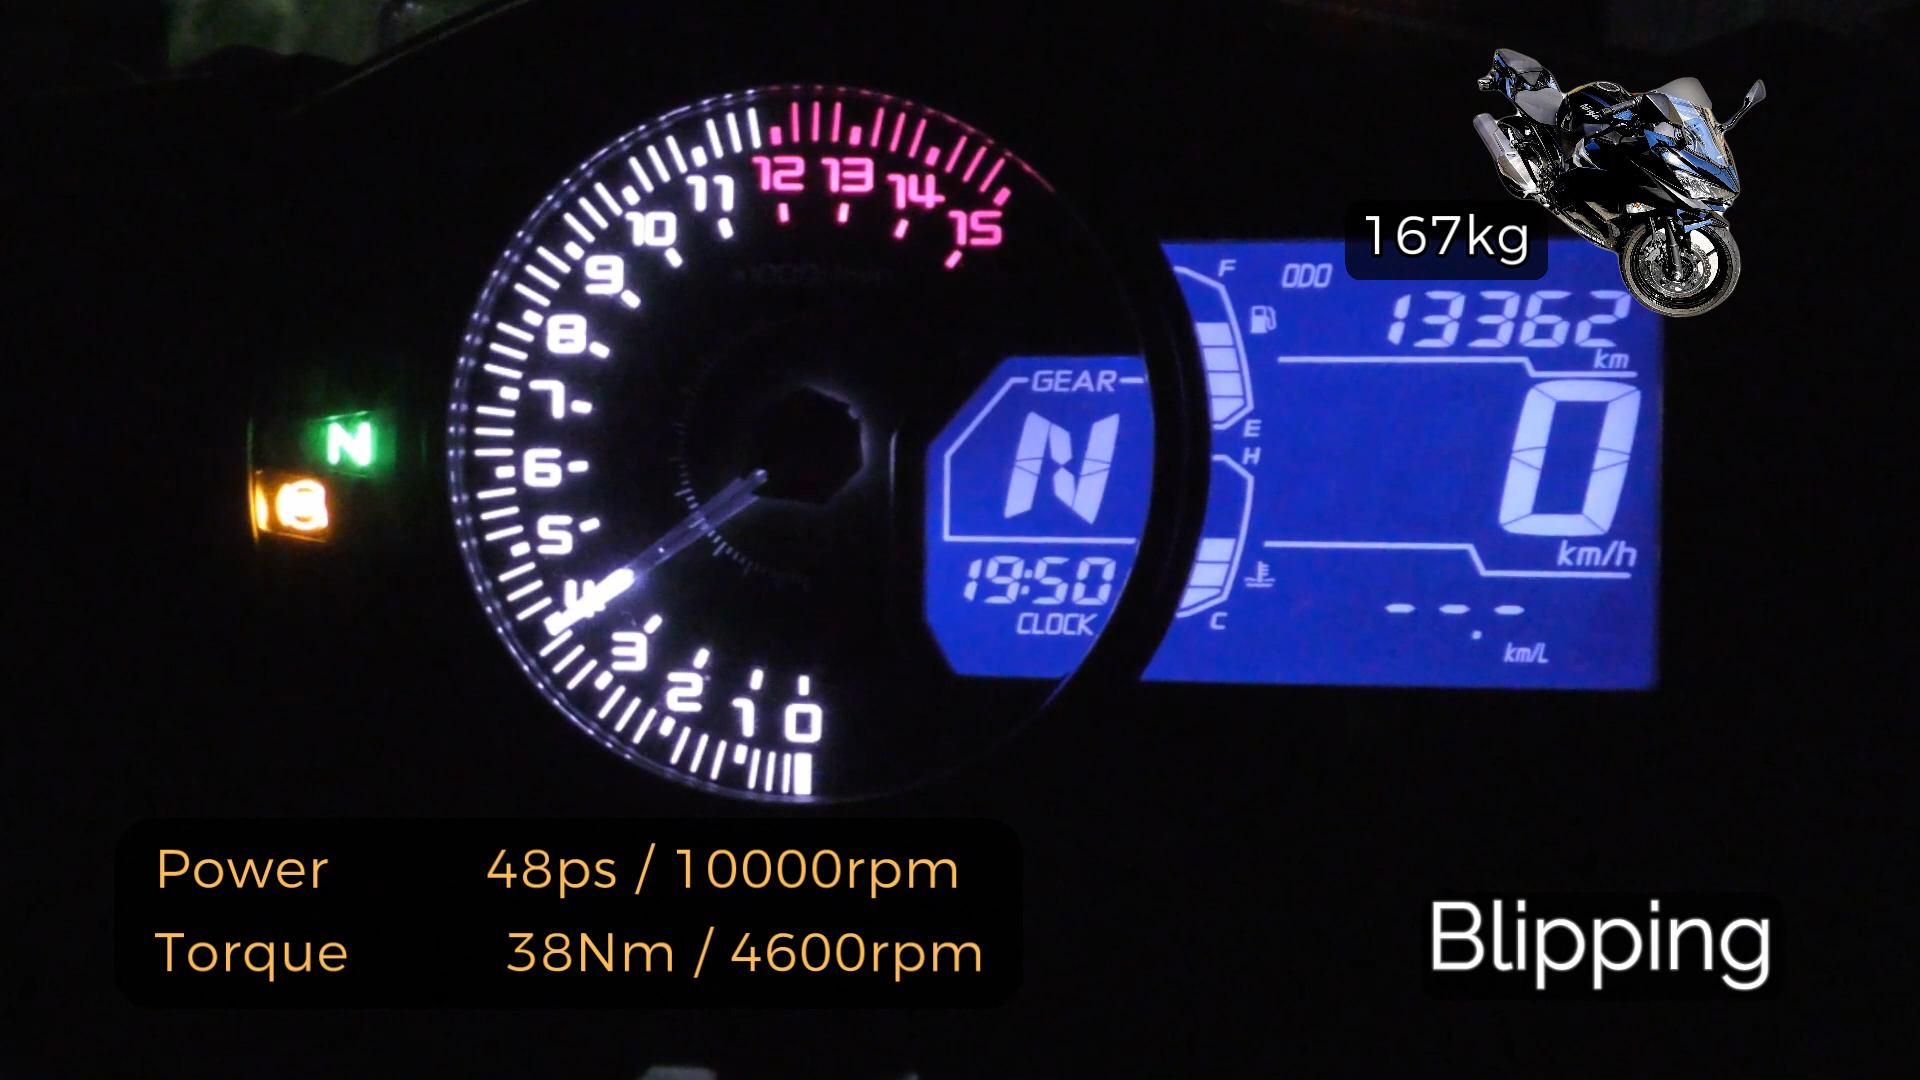 12 13 14 15
11
10
9
8
7
6
5
4
3
2
1 0
N
GEAR
N
19:50
CLOCK
F
E
H
C
ODO
13362
km
0
km/h
--.-
km/L
167kg
Ninja
Power 48ps / 10000rpm
Torque 38Nm / 4600rpm
Blipping